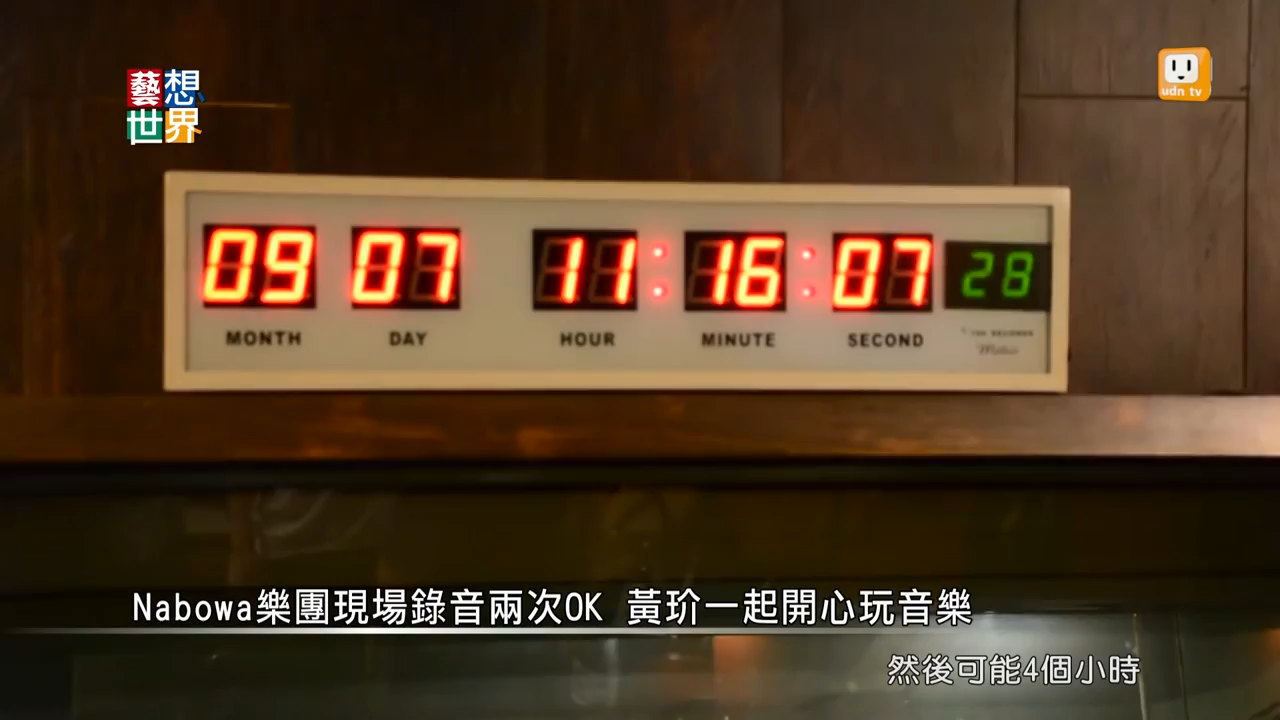 藝想
世界
udn tv
09 07 11:16:07 28
MONTH DAY HOUR MINUTE SECOND
Nabowa樂團現場錄音兩次OK 黃玠一起開心玩音樂
然後可能4個小時